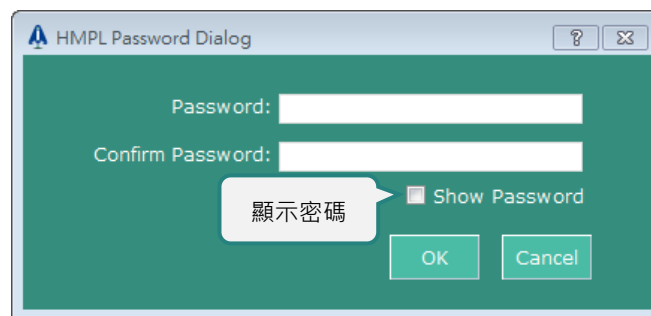 HMPL Password Dialog
Password:
Confirm Password:
顯示密碼
Show Password
OK
Cancel